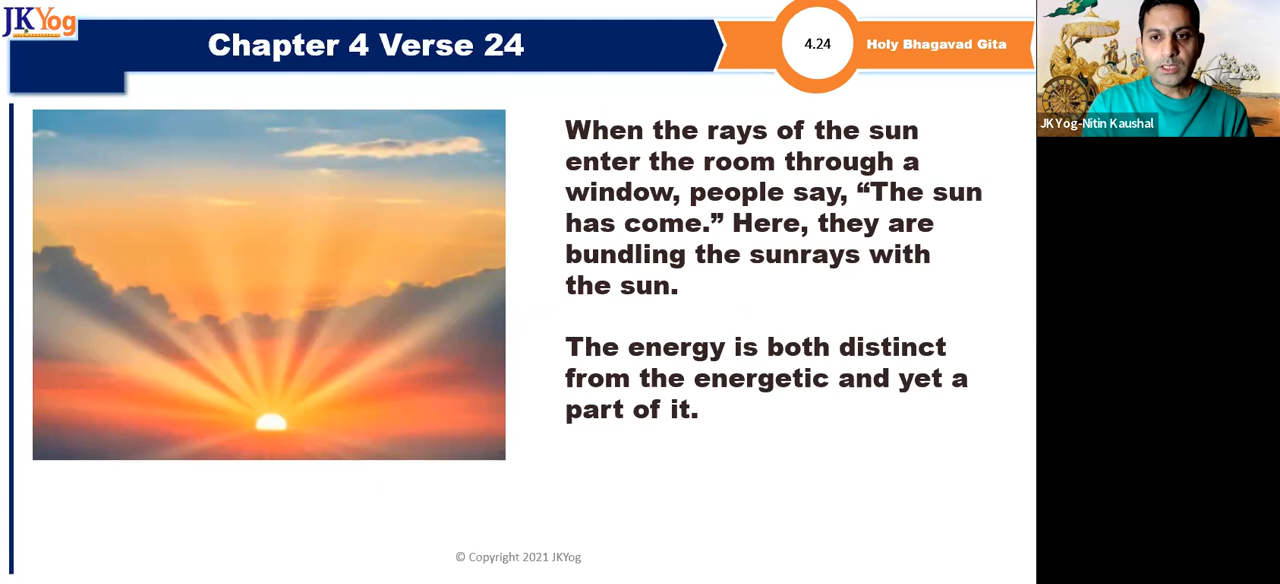 JKYog
Chapter 4 Verse 24
4.24
Holy Bhagavad Gita
JKYog-Nitin Kaushal
When the rays of the sun
enter the room through a
window, people say, “The sun
has come.” Here, they are
bundling the sunrays with
the sun.
The energy is both distinct
from the energetic and yet a
part of it.
© Copyright 2021 JKYog